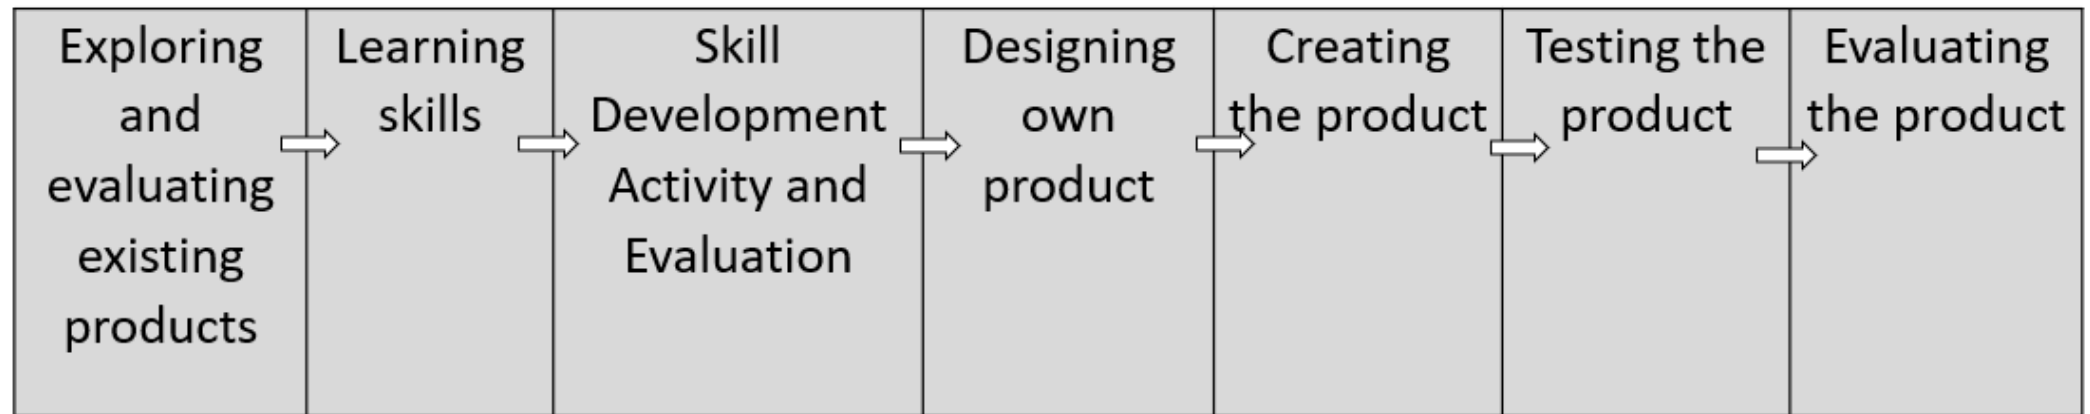 Exploring
and
evaluating
existing
products
Learning
skills
Skill
Development
Activity and
Evaluation
Designing
own
product
Creating
the product
Testing the
product
Evaluating
the product